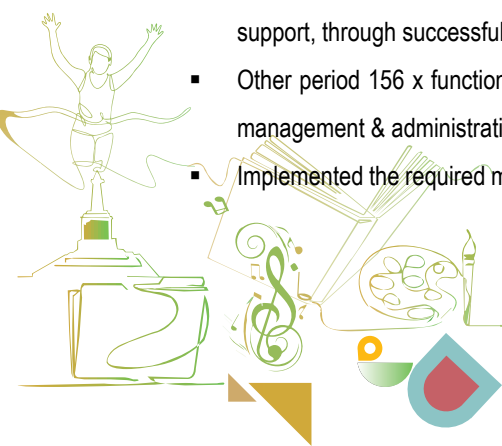 support, through successful
▪ Other period 156 x function
management & administrati
▪ Implemented the required m